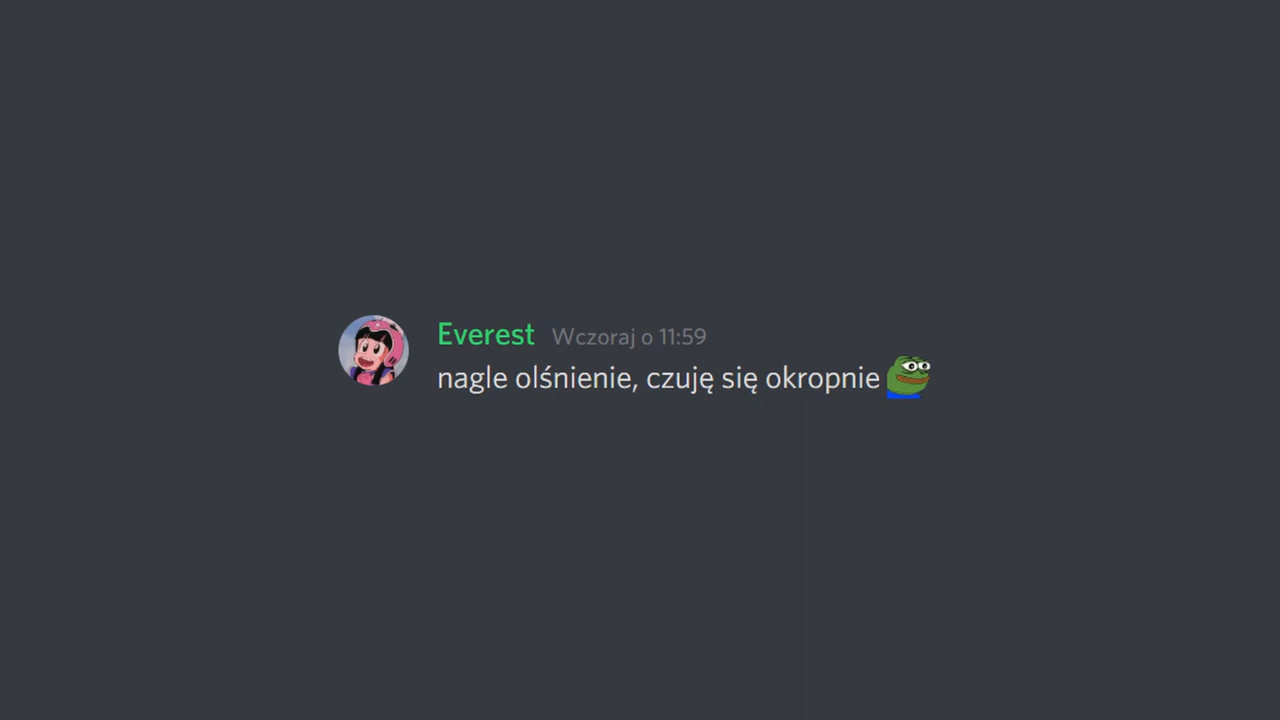 Everest Wczoraj o 11:59
nagle olśnienie, czuję się okropnie